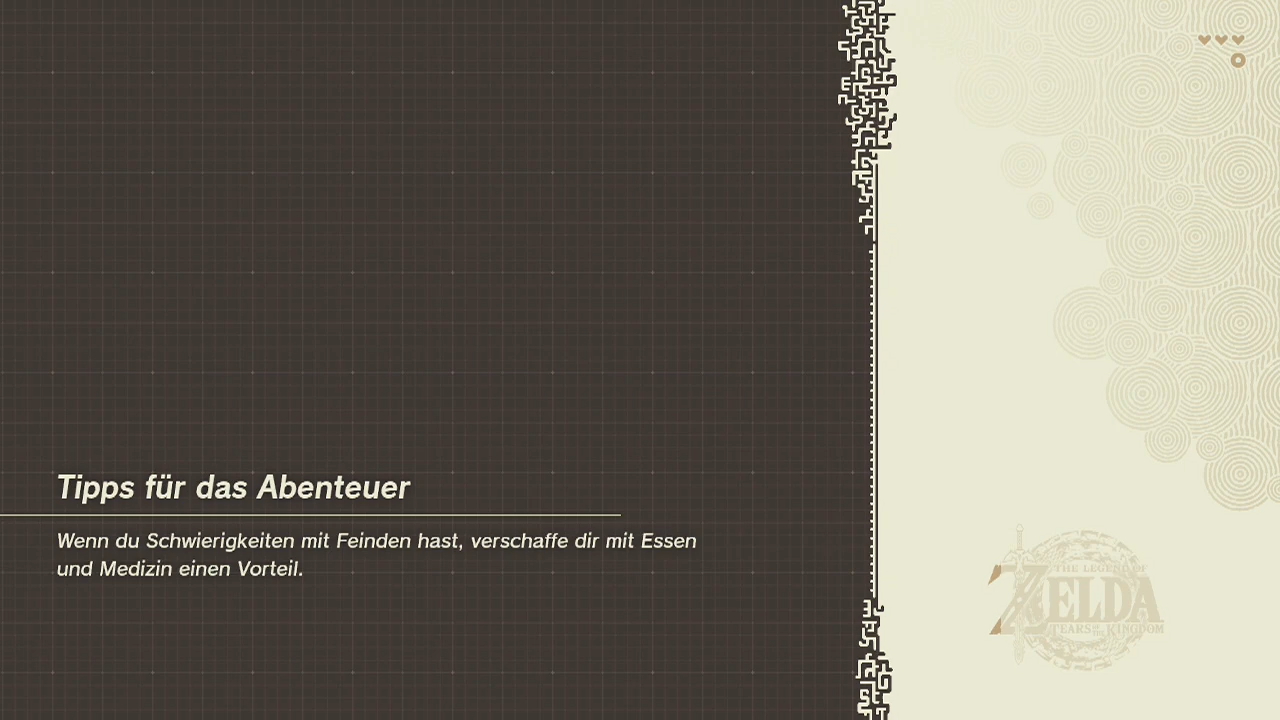 Tipps für das Abenteuer
Wenn du Schwierigkeiten mit Feinden hast, verschaffe dir mit Essen
und Medizin einen Vorteil.
THE LEGEND OF
ZELDA
TEARS OF THE KINGDOM